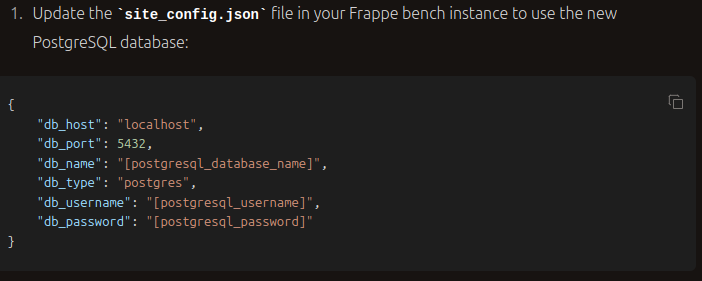 1. Update the `site_config.json` file in your Frappe bench instance to use the new
PostgreSQL database:
{
    "db_host": "localhost",
    "db_port": 5432,
    "db_name": "[postgresql_database_name]",
    "db_type": "postgres",
    "db_username": "[postgresql_username]",
    "db_password": "[postgresql_password]"
}